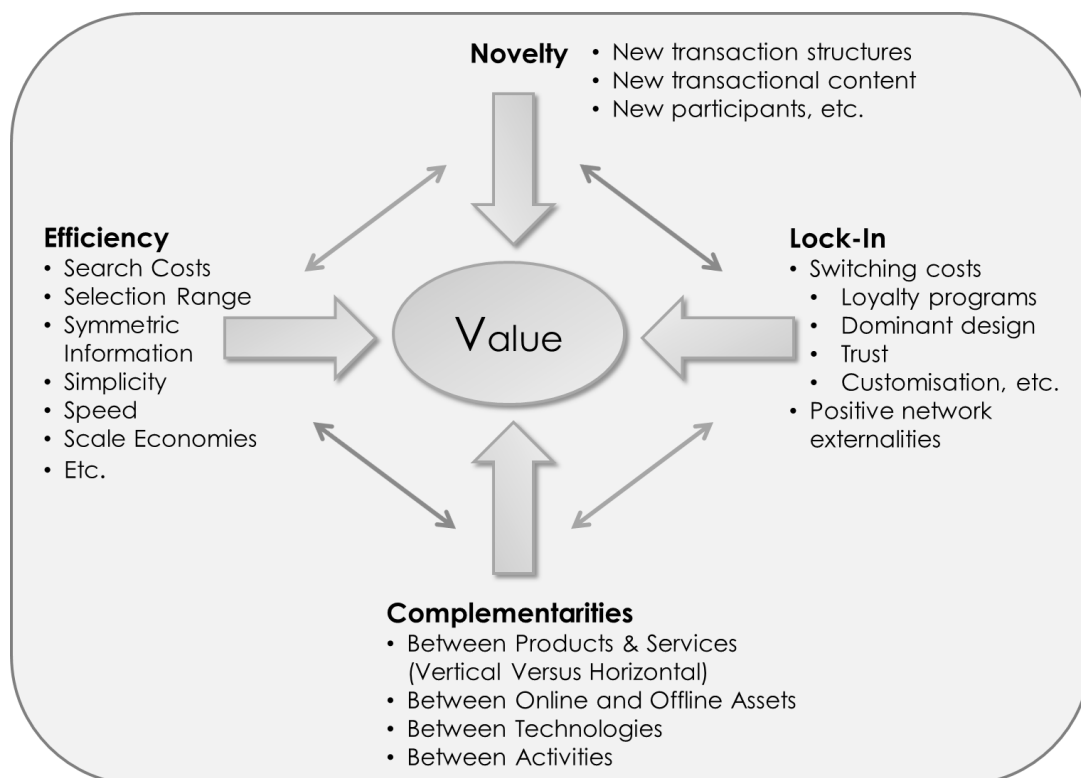 Novelty
• New transaction structures
• New transactional content
• New participants, etc.
Efficiency
• Search Costs
• Selection Range
• Symmetric
Information
• Simplicity
• Speed
• Scale Economies
• Etc.
Value
Lock-In
• Switching costs
• Loyalty programs
• Dominant design
• Trust
• Customisation, etc.
• Positive network
externalities
Complementarities
• Between Products & Services
(Vertical Versus Horizontal)
• Between Online and Offline Assets
• Between Technologies
• Between Activities